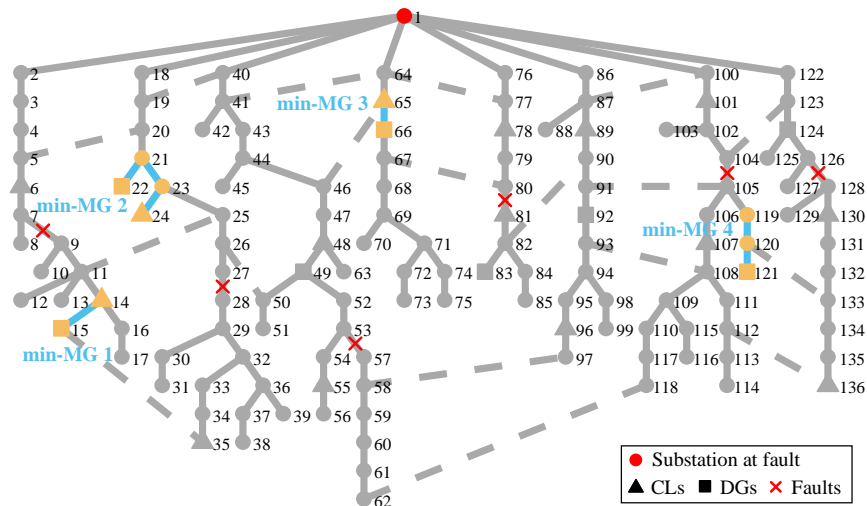 1
2 18 40 64 76 86 100 122
3 19 41 min-MG 3 65 77 87 101 123
4 20 42 43 66 78 88 89 103 102 124
5 21 44 67 79 90 104 125 126
6 22 23 45 46 68 80 91 105 127 128
min-MG 2
7 24 25 47 69 81 92 106 119 129 130
min-MG 4
8 9 26 48 63 70 71 82 93 107 120 131
10 11 27 49 72 74 83 84 94 108 121 132
12 13 14 28 50 52 73 75 85 95 98 109 111 133
15 16 29 51 53 96 99 110 115 112 134
min-MG 1
17 30 32 54 57 97 117 116 113 135
31 33 36 55 58 118 114 136
34 37 39 56 59
35 38 60
61
62
Substation at fault
CLs DGs Faults